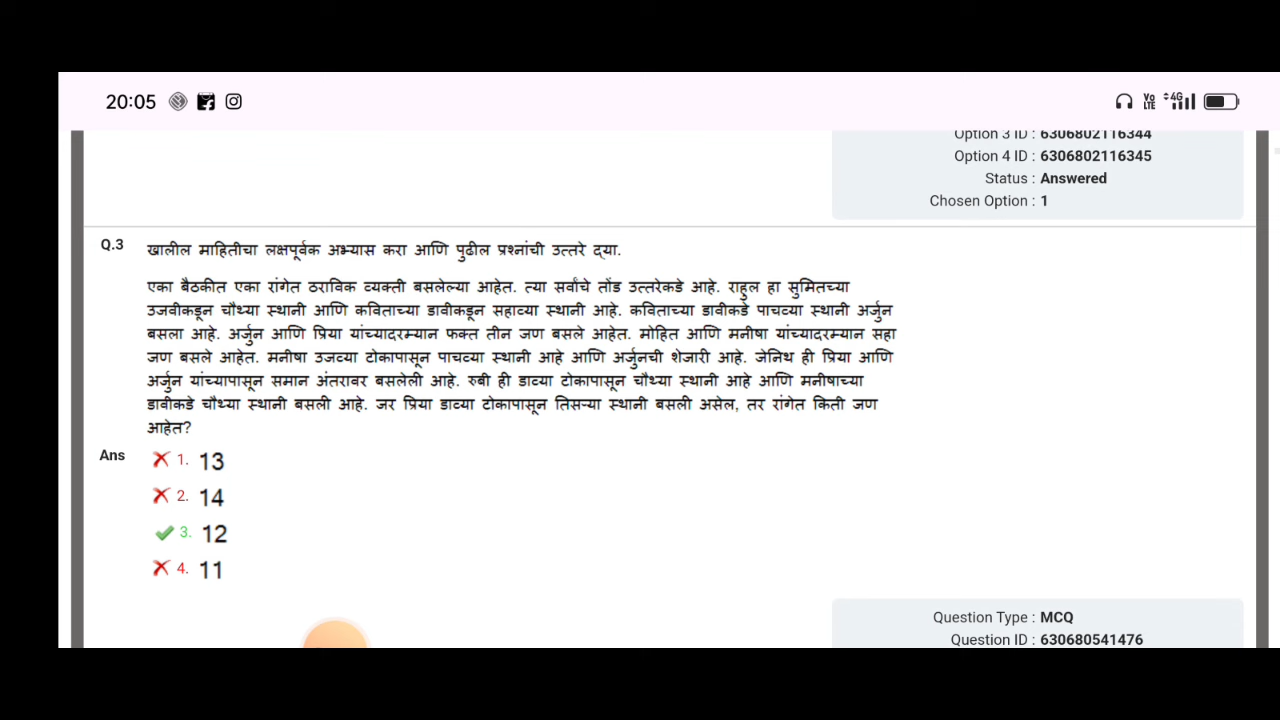 20:05
Vo LTE 4G
Option 3 ID : 6306802116344
Option 4 ID : 6306802116345
Status : Answered
Chosen Option : 1
Q.3 खालील माहितीचा लक्षपूर्वक अभ्यास करा आणि पुढील प्रश्नांची उत्तरे द्या.
एका बैठकीत एका रांगेत ठराविक व्यक्ती बसलेल्या आहेत. त्या सर्वांचे तोंड उत्तरेकडे आहे. राहुल हा सुमितच्या
उजवीकडून चौथ्या स्थानी आणि कविताच्या डावीकडून सहाव्या स्थानी आहे. कविताच्या डावीकडे पाचव्या स्थानी अर्जुन
बसला आहे. अर्जुन आणि प्रिया यांच्यादरम्यान फक्त तीन जण बसले आहेत. मोहित आणि मनीषा यांच्यादरम्यान सहा
जण बसले आहेत. मनीषा उजव्या टोकापासून पाचव्या स्थानी आहे आणि अर्जुनची शेजारी आहे. जेनिथ ही प्रिया आणि
अर्जुन यांच्यापासून समान अंतरावर बसलेली आहे. रुबी ही डाव्या टोकापासून चौथ्या स्थानी आहे आणि मनीषाच्या
डावीकडे चौथ्या स्थानी बसली आहे. जर प्रिया डाव्या टोकापासून तिसऱ्या स्थानी बसली असेल, तर रांगेत किती जण
आहेत?
Ans
1. 13
2. 14
3. 12
4. 11
Question Type : MCQ
Question ID : 630680541476